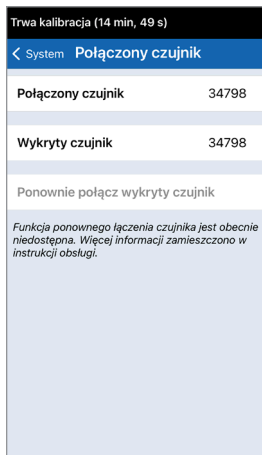 Trwa kalibracja (14 min, 49 s)
System Połączony czujnik
Połączony czujnik 34798
Wykryty czujnik 34798
Ponownie połącz wykryty czujnik
Funkcja ponownego łączenia czujnika jest obecnie
niedostępna. Więcej informacji zamieszczono w
instrukcji obsługi.